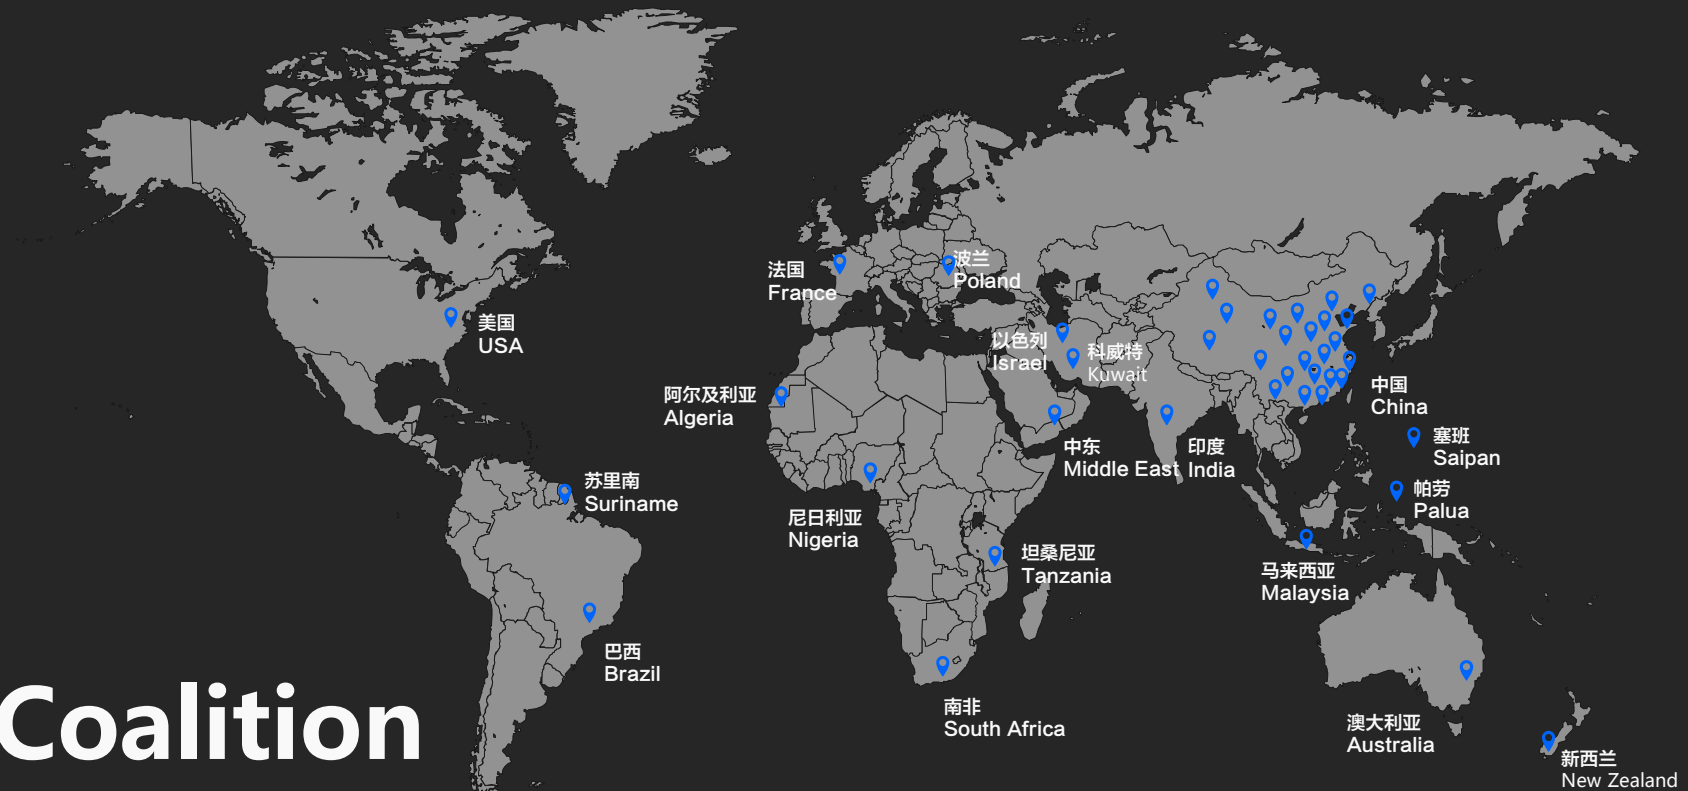 法国
France
波兰
Poland
美国
USA
以色列
Israel
科威特
Kuwait
阿尔及利亚
Algeria
中国
China
中东
Middle East
印度
India
塞班
Saipan
苏里南
Suriname
帕劳
Palua
尼日利亚
Nigeria
坦桑尼亚
Tanzania
马来西亚
Malaysia
巴西
Brazil
南非
South Africa
澳大利亚
Australia
新西兰
New Zealand
Coalition